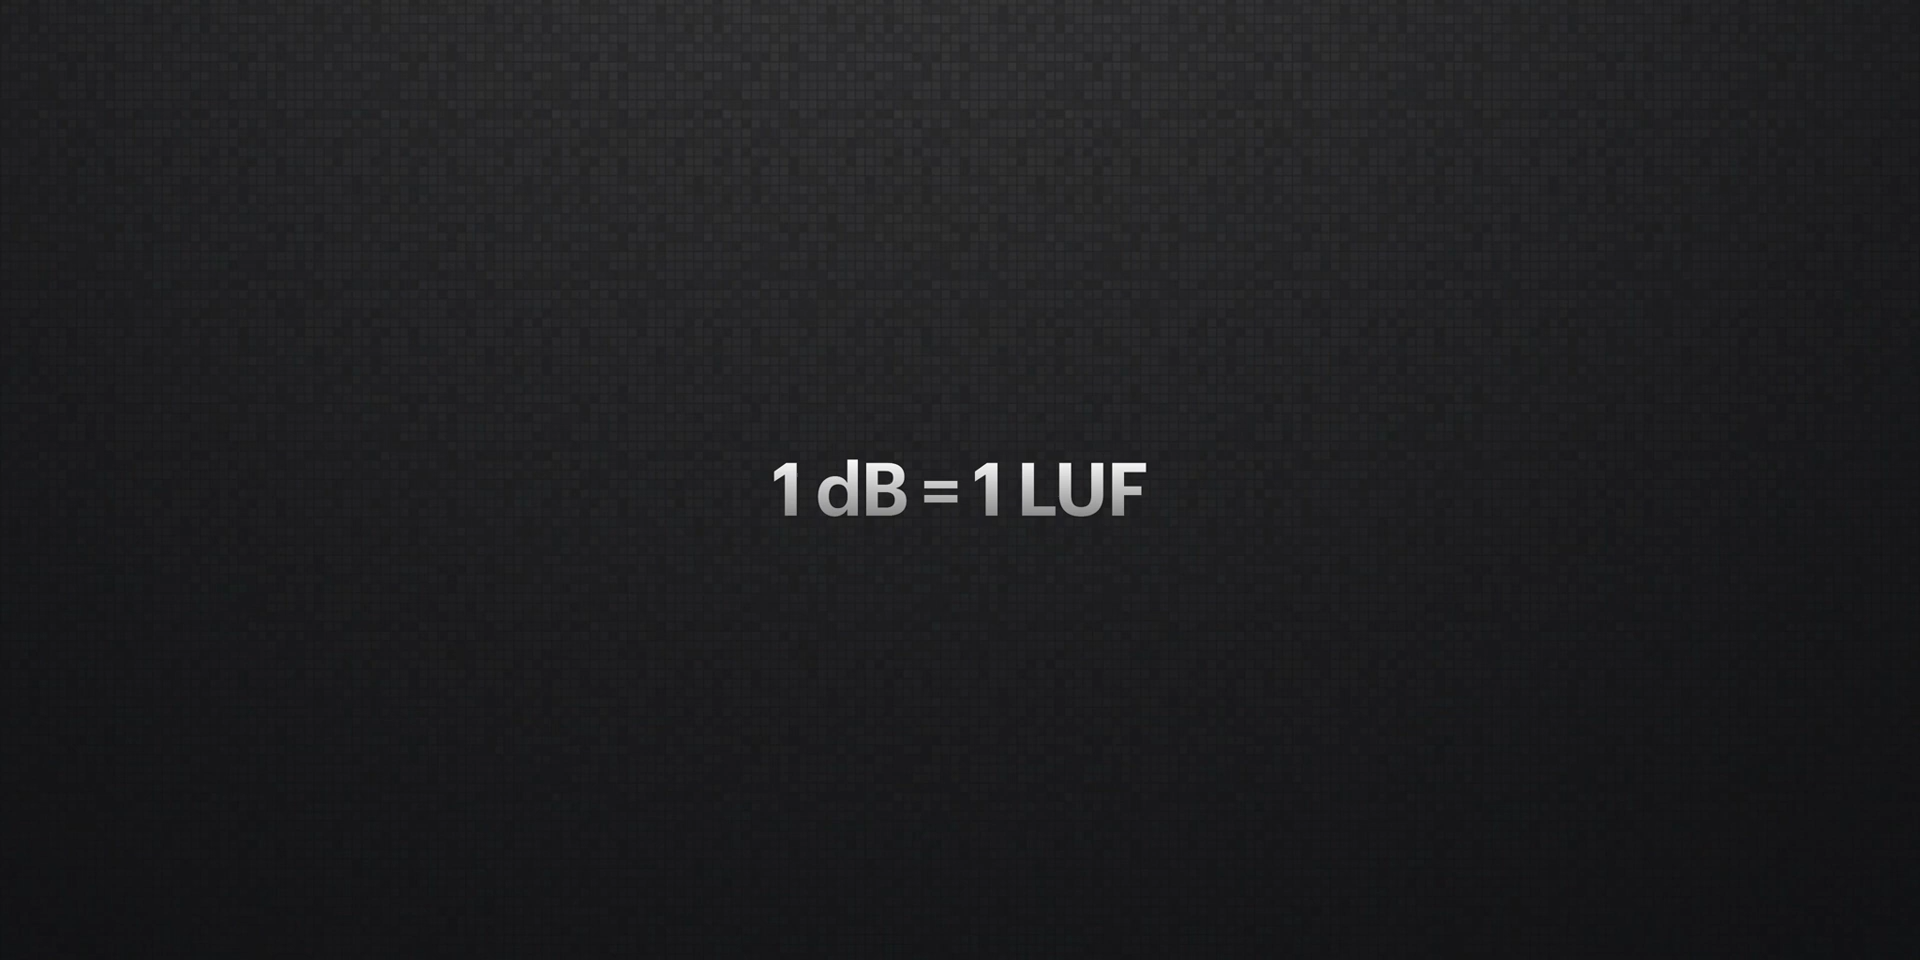 1 dB = 1 LUF